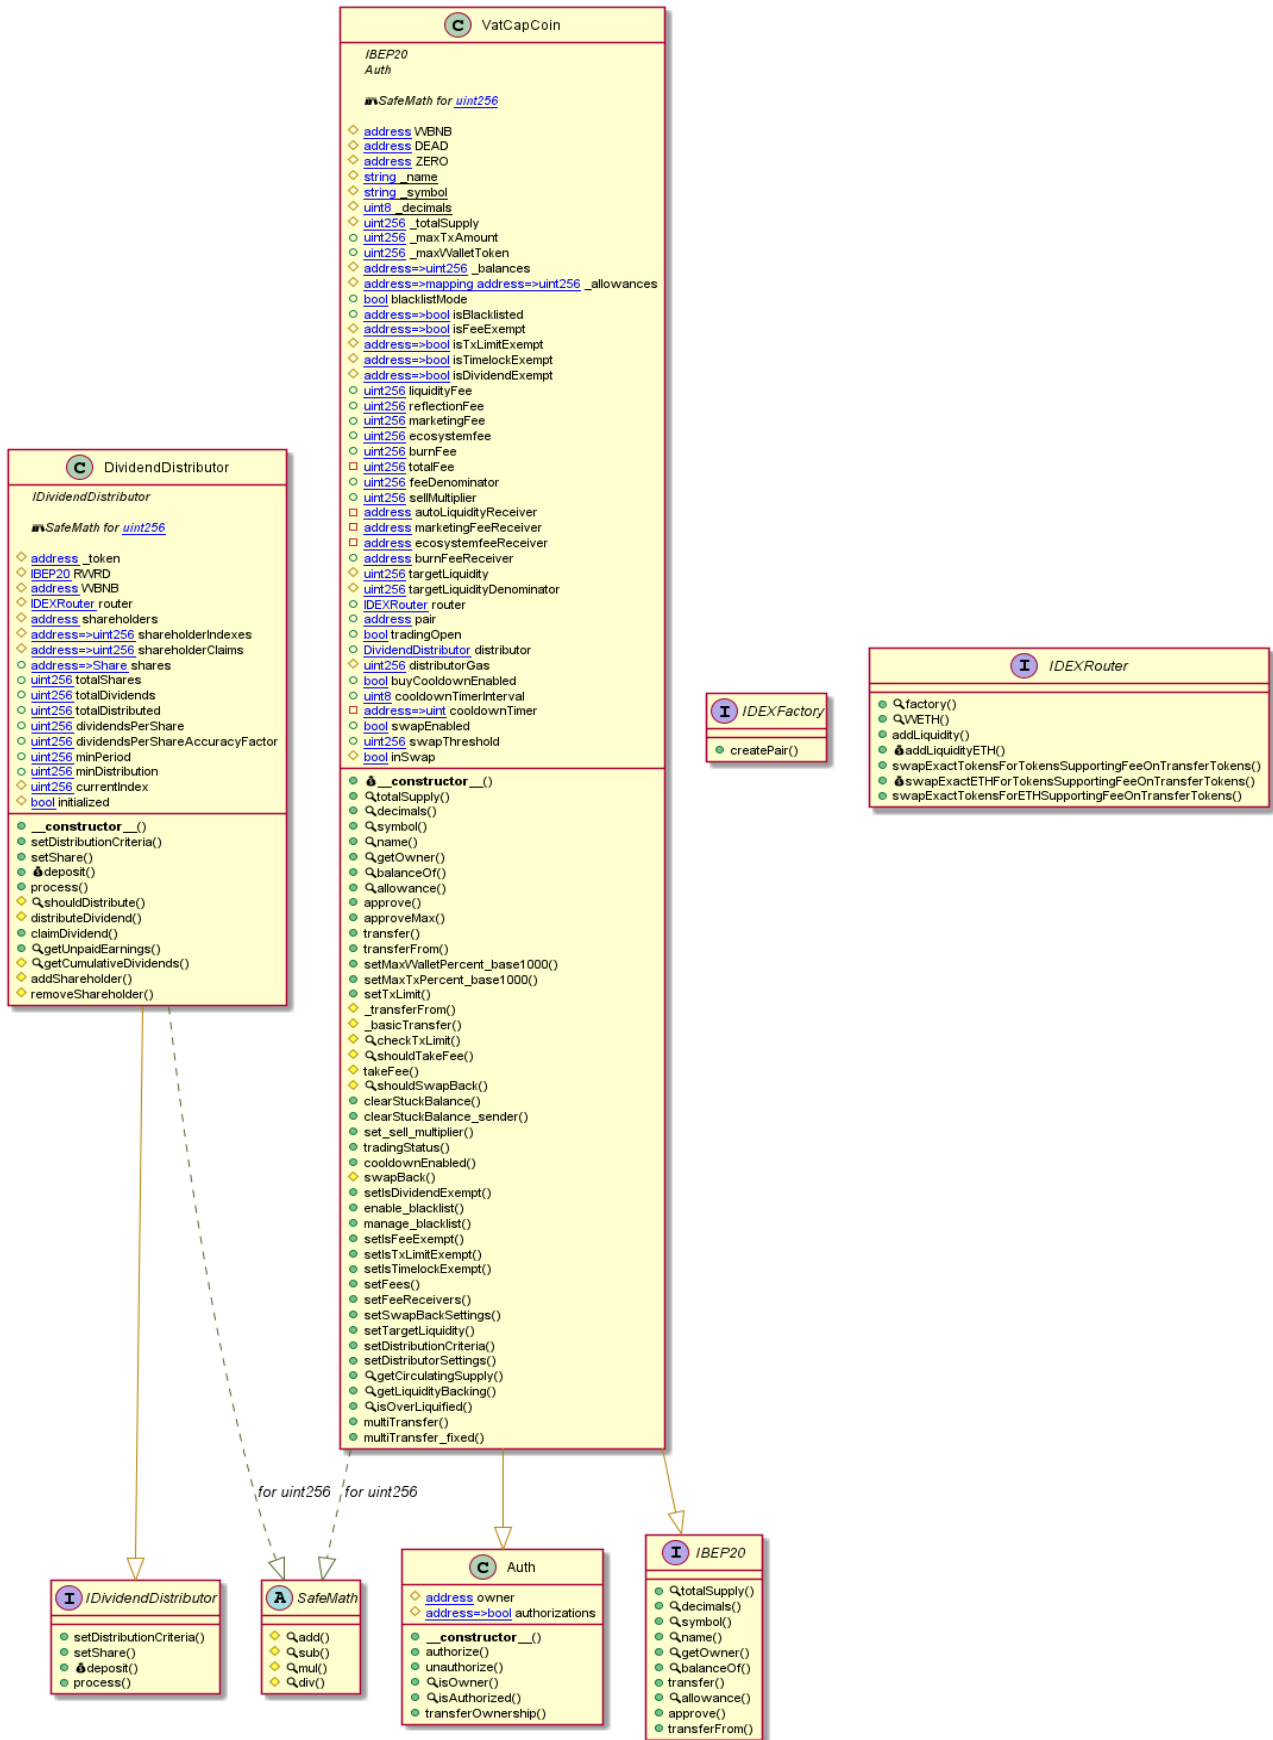 C VatCapCoin
IBEP20
Auth
SafeMath for uint256
address WBNB
address DEAD
address ZERO
string _name
string _symbol
uint8 _decimals
uint256 _totalSupply
uint256 _maxTxAmount
uint256 _maxWalletToken
address=>uint256 _balances
address=>mapping address=>uint256 _allowances
bool blacklistMode
address=>bool isBlacklisted
address=>bool isFeeExempt
address=>bool isTxLimitExempt
address=>bool isTimelockExempt
address=>bool isDividendExempt
uint256 liquidityFee
uint256 reflectionFee
uint256 marketingFee
uint256 ecosystemfee
uint256 burnFee
uint256 totalFee
uint256 feeDenominator
uint256 sellMultiplier
address autoLiquidityReceiver
address marketingFeeReceiver
address ecosystemfeeReceiver
address burnFeeReceiver
uint256 targetLiquidity
uint256 targetLiquidityDenominator
IDEXRouter router
address pair
bool tradingOpen
DividendDistributor distributor
uint256 distributorGas
bool buyCooldownEnabled
uint8 cooldownTimerInterval
address=>uint cooldownTimer
bool swapEnabled
uint256 swapThreshold
bool inSwap
__constructor__()
totalSupply()
decimals()
symbol()
name()
getOwner()
balanceOf()
allowance()
approve()
approveMax()
transfer()
transferFrom()
setMaxWalletPercent_base1000()
setMaxTxPercent_base1000()
setTxLimit()
_transferFrom()
_basicTransfer()
checkTxLimit()
shouldTakeFee()
takeFee()
shouldSwapBack()
clearStuckBalance()
clearStuckBalance_sender()
set_sell_multiplier()
tradingStatus()
cooldownEnabled()
swapBack()
setIsDividendExempt()
enable_blacklist()
manage_blacklist()
setIsFeeExempt()
setIsTxLimitExempt()
setIsTimelockExempt()
setFees()
setFeeReceivers()
setSwapBackSettings()
setTargetLiquidity()
setDistributionCriteria()
setDistributorSettings()
getCirculatingSupply()
getLiquidityBacking()
isOverLiquified()
multiTransfer()
multiTransfer_fixed()
C DividendDistributor
IDividendDistributor
SafeMath for uint256
address _token
IBEP20 RWRD
address WBNB
IDEXRouter router
address shareholders
address=>uint256 shareholderIndexes
address=>uint256 shareholderClaims
address=>Share shares
uint256 totalShares
uint256 totalDividends
uint256 totalDistributed
uint256 dividendsPerShare
uint256 dividendsPerShareAccuracyFactor
uint256 minPeriod
uint256 minDistribution
uint256 currentIndex
bool initialized
__constructor__()
setDistributionCriteria()
setShare()
deposit()
process()
shouldDistribute()
distributeDividend()
claimDividend()
getUnpaidEarnings()
getCumulativeDividends()
addShareholder()
removeShareholder()
I IDEXFactory
createPair()
I IDEXRouter
factory()
WETH()
addLiquidity()
addLiquidityETH()
swapExactTokensForTokensSupportingFeeOnTransferTokens()
swapExactETHForTokensSupportingFeeOnTransferTokens()
swapExactTokensForETHSupportingFeeOnTransferTokens()
for uint256
for uint256
I IDividendDistributor
setDistributionCriteria()
setShare()
deposit()
process()
A SafeMath
add()
sub()
mul()
div()
C Auth
address owner
address=>bool authorizations
__constructor__()
authorize()
unauthorize()
isOwner()
isAuthorized()
transferOwnership()
I IBEP20
totalSupply()
decimals()
symbol()
name()
getOwner()
balanceOf()
transfer()
allowance()
approve()
transferFrom()